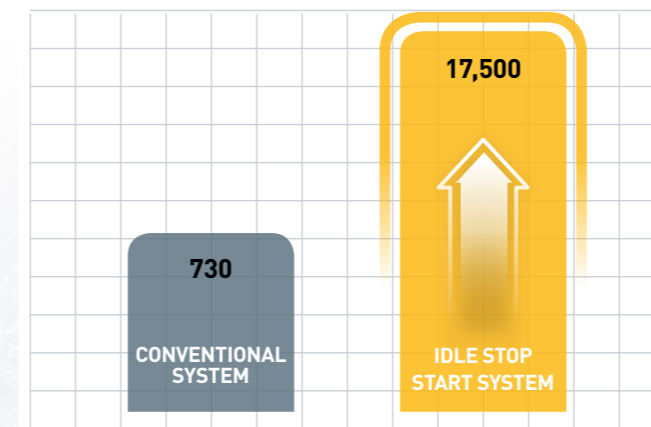 730
CONVENTIONAL
SYSTEM
17,500
IDLE STOP
START SYSTEM